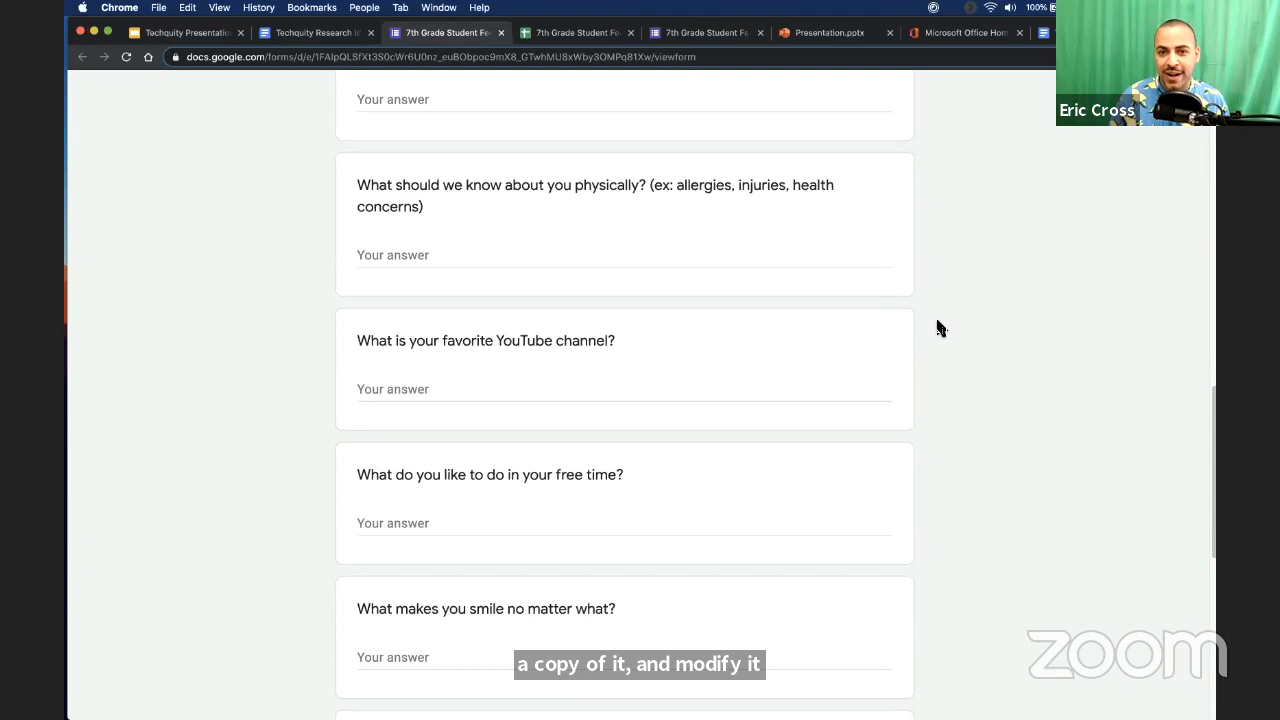 Chrome File Edit View History Bookmarks People Tab Window Help 100%
Techquity Presentatio Techquity Research Id 7th Grade Student Fe 7th Grade Student Fe 7th Grade Student Fe Presentation.pptx Microsoft Office Hom
docs.google.com/forms/d/e/1FAIpQLSfXt3S0cWr6U0nz_euBObpoc9mX8_GTwhMU8xWby3OMPq81Xw/viewform
Eric Cross
Your answer
What should we know about you physically? (ex: allergies, injuries, health
concerns)
Your answer
What is your favorite YouTube channel?
Your answer
What do you like to do in your free time?
Your answer
What makes you smile no matter what?
Your answer
a copy of it, and modify it
zoom